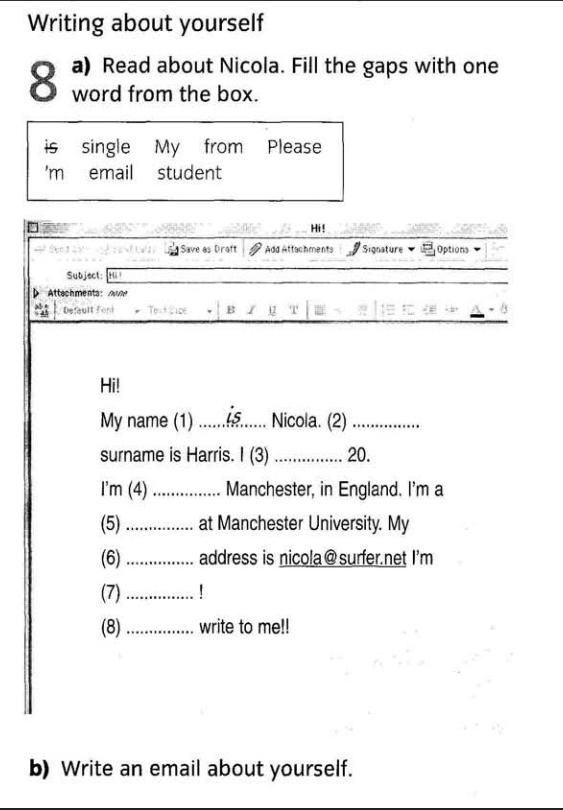 Writing about yourself
8 a) Read about Nicola. Fill the gaps with one
word from the box.
is single My from Please
'm email student
Hi!
Save as Draft Add Attachments Signature Options
Subject: Hi!
Attachments: none
Default Font Text Size B I U T A
Hi!
My name (1) ......is...... Nicola. (2) ...............
surname is Harris. I (3) ............... 20.
I'm (4) ............... Manchester, in England. I'm a
(5) ............... at Manchester University. My
(6) ............... address is nicola@surfer.net I'm
(7) ............... !
(8) ............... write to me!!
b) Write an email about yourself.